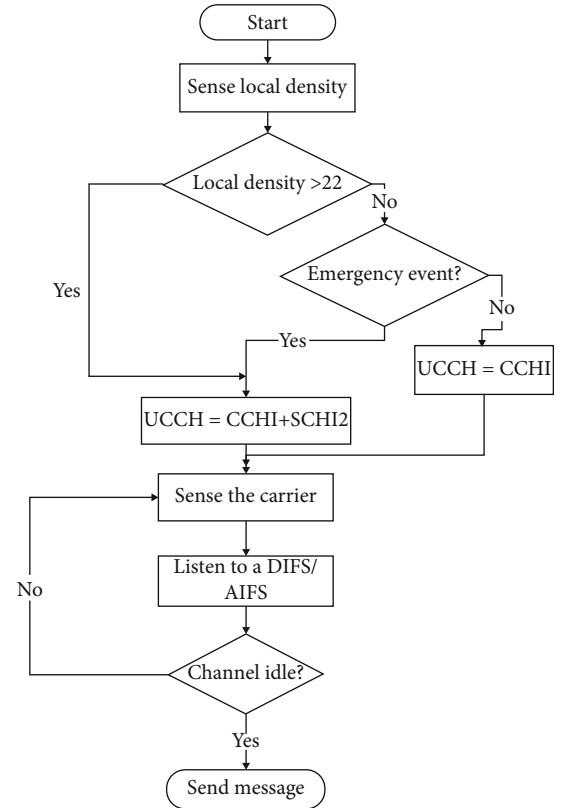 Start
Sense local density
Local density >22
No
Emergency event?
Yes
No
Yes
UCCH = CCHI
UCCH = CCHI+SCHI2
Sense the carrier
Listen to a DIFS/
AIFS
No
Channel idle?
Yes
Send message